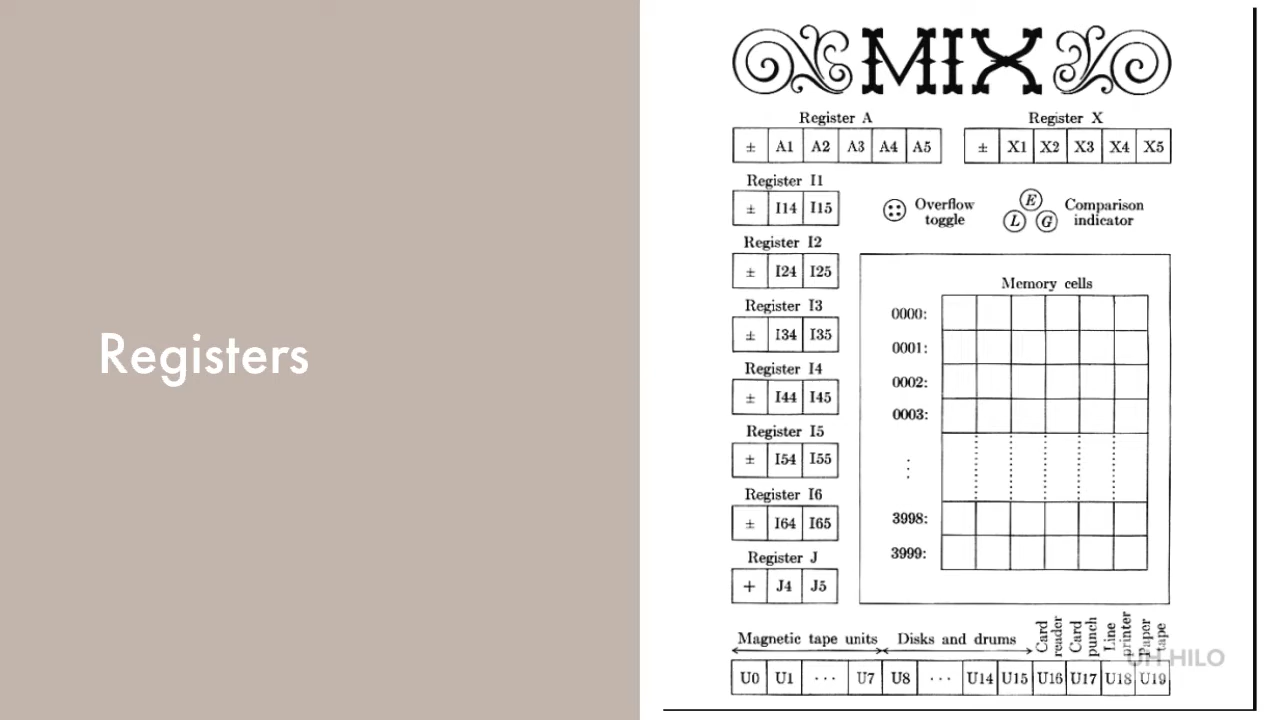 Registers
MIX
Register A
Register X
± A1 A2 A3 A4 A5
± X1 X2 X3 X4 X5
Register I1
± I14 I15
Overflow
toggle
E
L G
Comparison
indicator
Register I2
± I24 I25
Register I3
± I34 I35
Register I4
± I44 I45
Register I5
± I54 I55
Register I6
± I64 I65
Register J
+ J4 J5
Memory cells
0000:
0001:
0002:
0003:
3998:
3999:
Magnetic tape units
Disks and drums
Card
reader
Card
punch
Line
printer
Paper
tape
U0 U1 ··· U7 U8 ··· U14 U15 U16 U17 U18 U19
UH HILO